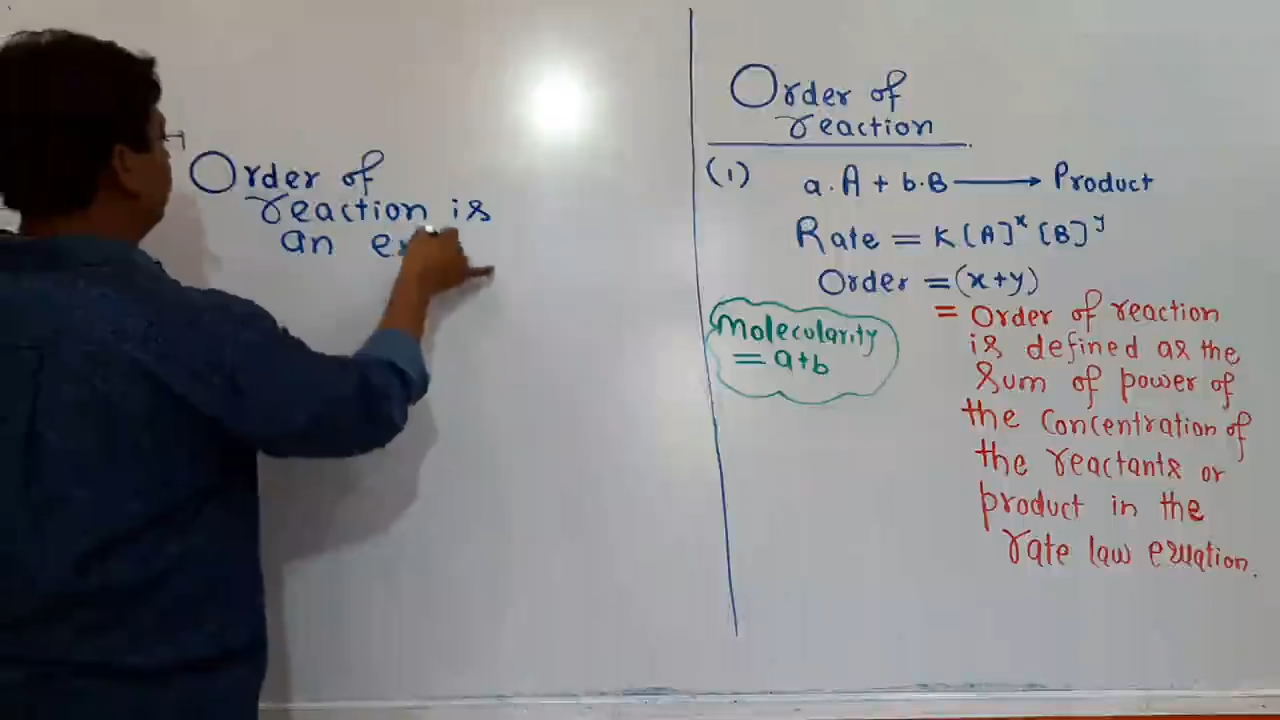 Order of
reaction is
an ex
Order of
reaction
(1) a.A + b.B ⟶ Product
Rate = K[A]ˣ [B]ʸ
Order = (x+y)
Molecularity
= a+b
= Order of reaction
is defined as the
sum of power of
the concentration of
the reactants or
product in the
rate law equation.